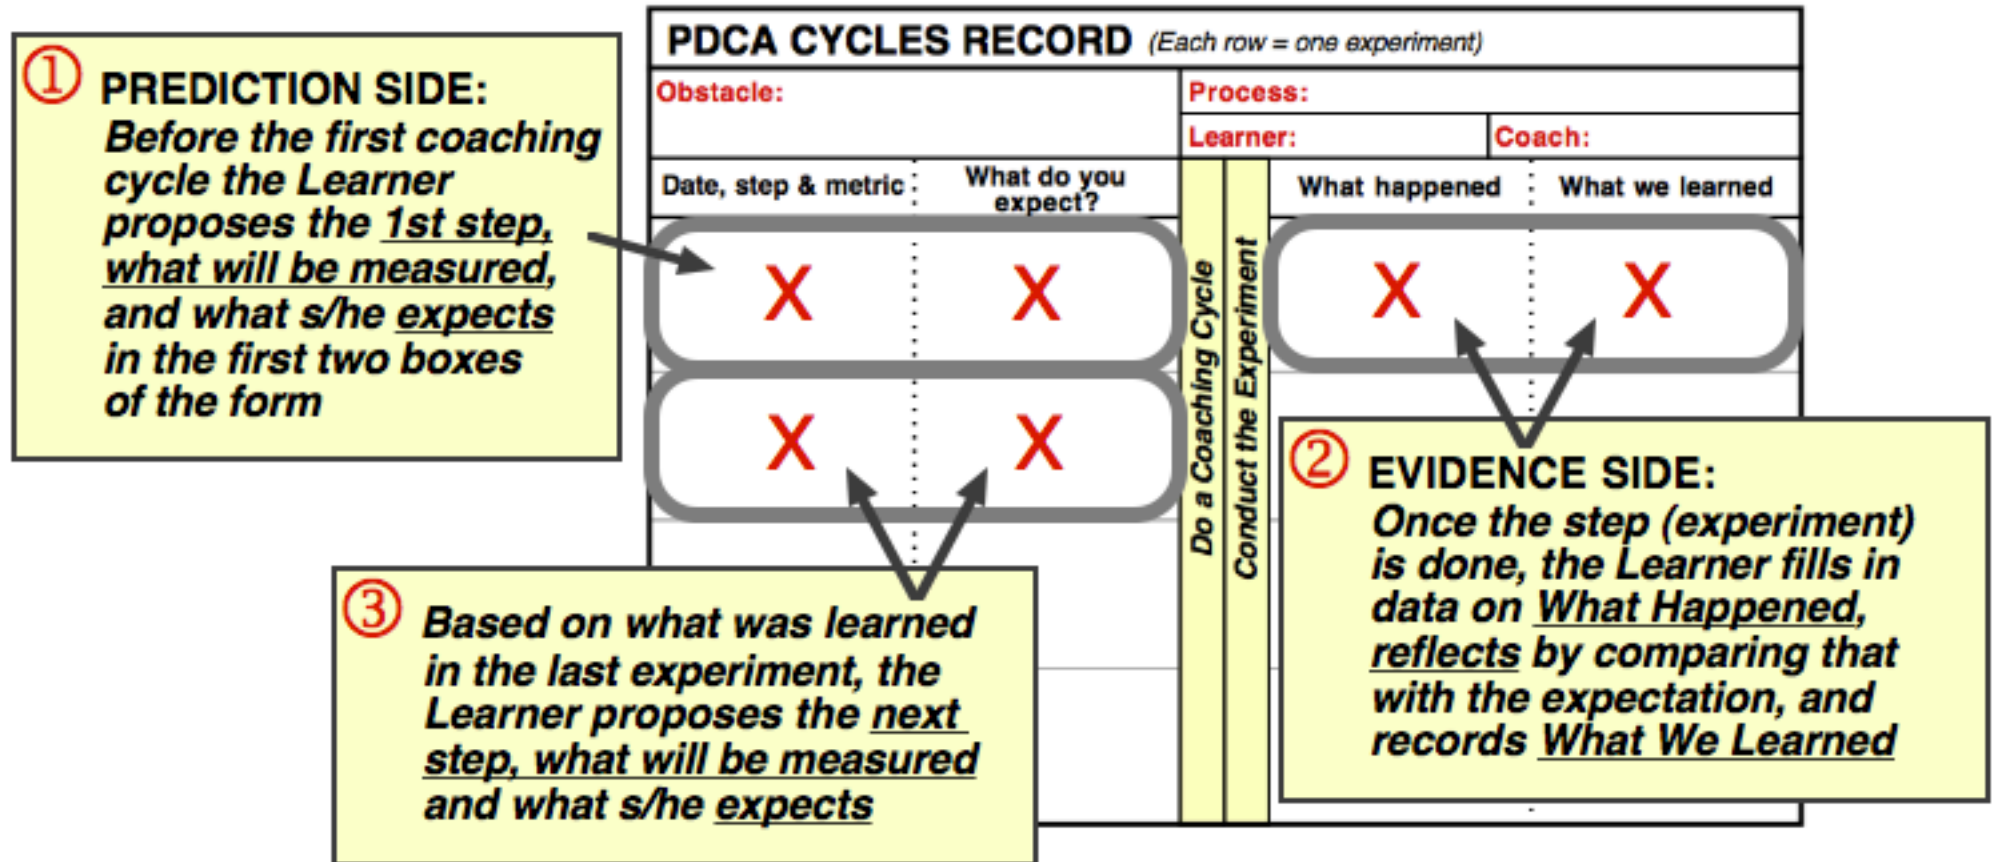 PDCA CYCLES RECORD (Each row = one experiment)
Obstacle:
Process:
Learner:
Coach:
Date, step & metric
What do you
expect?
Do a Coaching Cycle
Conduct the Experiment
What happened
What we learned
X X X X
X X
① PREDICTION SIDE:
Before the first coaching
cycle the Learner
proposes the 1st step,
what will be measured,
and what s/he expects
in the first two boxes
of the form
② EVIDENCE SIDE:
Once the step (experiment)
is done, the Learner fills in
data on What Happened,
reflects by comparing that
with the expectation, and
records What We Learned
③ Based on what was learned
in the last experiment, the
Learner proposes the next
step, what will be measured
and what s/he expects